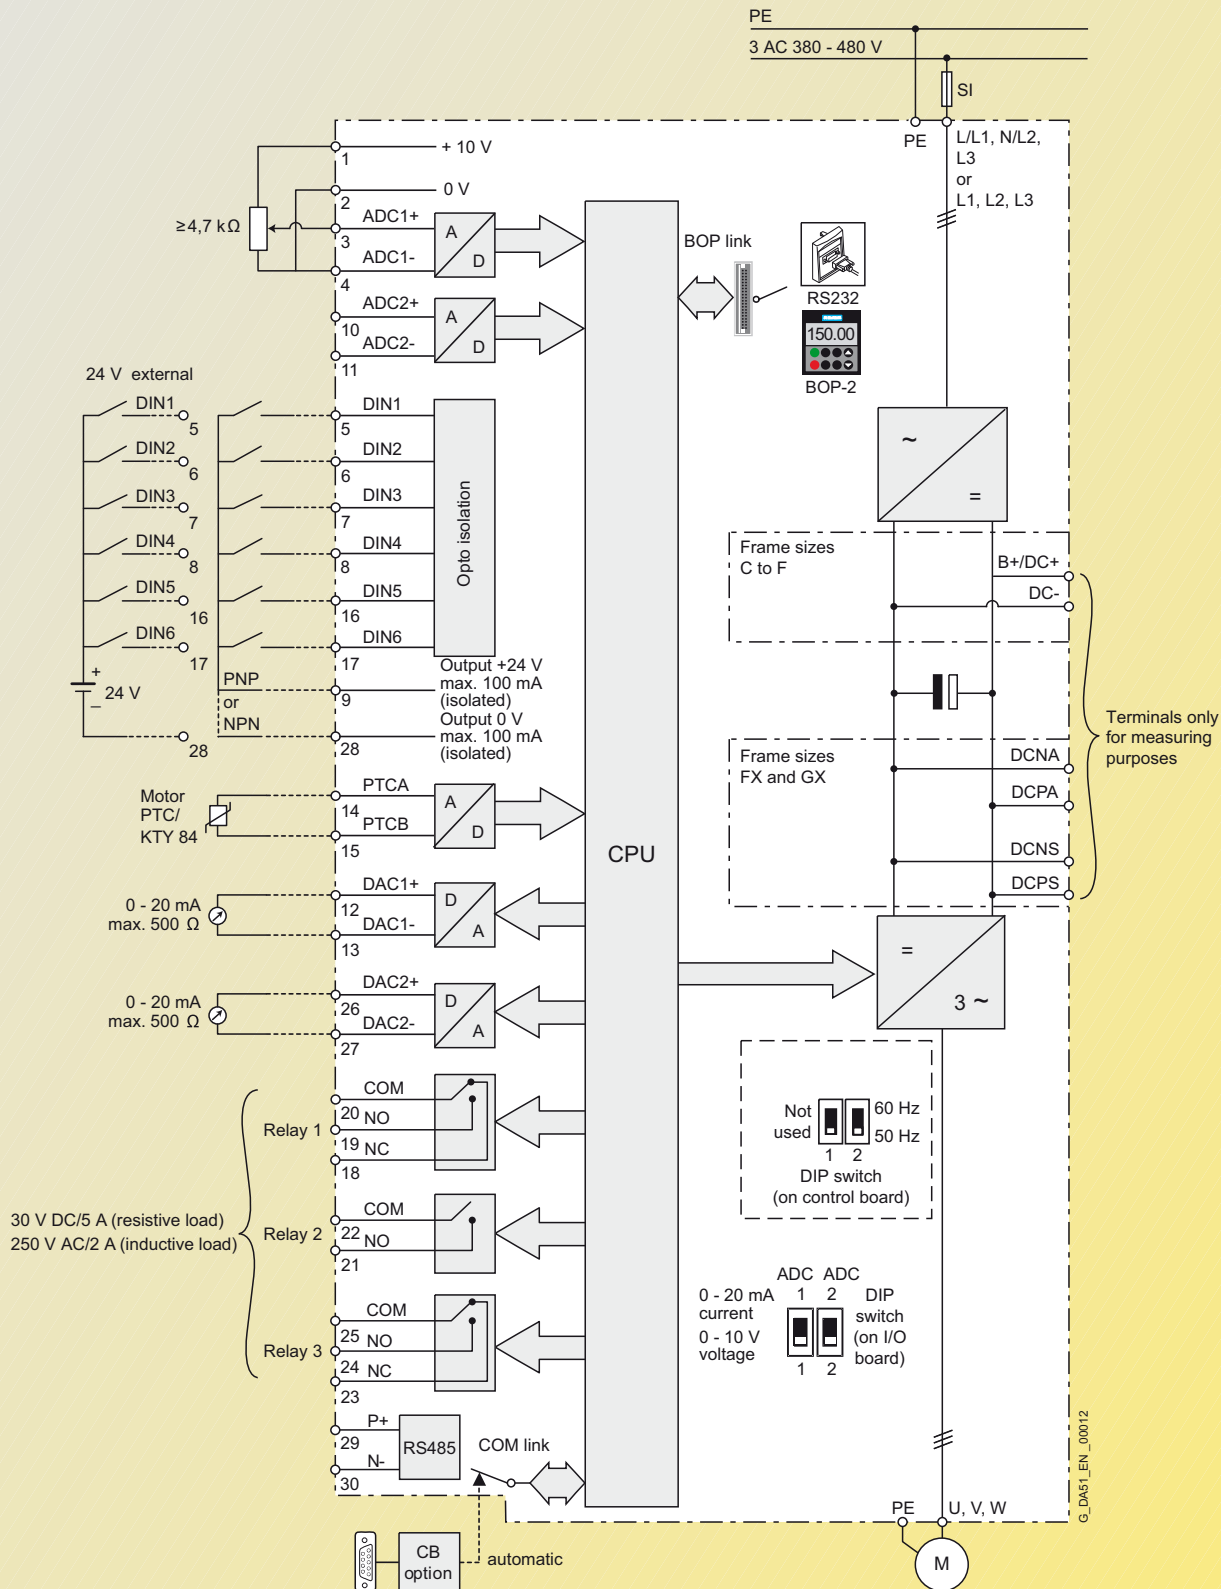 PE
3 AC 380 - 480 V
SI
PE
L/L1, N/L2,
L3
or
L1, L2, L3
1
+ 10 V
2
0 V
≥4,7 kΩ
ADC1+
3
ADC1-
4
A
D
ADC2+
10
ADC2-
11
A
D
BOP link
RS232
150.00
BOP-2
24 V external
DIN1
5
DIN2
6
DIN3
7
DIN4
8
DIN5
16
DIN6
17
+
24 V
–
28
PNP
or
NPN
5
DIN1
6
DIN2
7
DIN3
8
DIN4
16
DIN5
17
DIN6
Opto isolation
9
Output +24 V
max. 100 mA
(isolated)
28
Output 0 V
max. 100 mA
(isolated)
~
=
Frame sizes
C to F
B+/DC+
DC-
Frame sizes
FX and GX
DCNA
DCPA
DCNS
DCPS
Terminals only
for measuring
purposes
Motor
PTC/
KTY 84
PTCA
14
PTCB
15
A
D
CPU
0 - 20 mA
max. 500 Ω
DAC1+
12
DAC1-
13
D
A
0 - 20 mA
max. 500 Ω
DAC2+
26
DAC2-
27
D
A
=
3 ~
30 V DC/5 A (resistive load)
250 V AC/2 A (inductive load)
Relay 1
COM
20
NO
19
NC
18
Relay 2
COM
22
NO
21
Relay 3
COM
25
NO
24
NC
23
Not
used
60 Hz
50 Hz
1 2
DIP switch
(on control board)
ADC ADC
1 2
0 - 20 mA
current
0 - 10 V
voltage
DIP
switch
(on I/O
board)
1 2
P+
29
N-
30
RS485
COM link
CB
option
automatic
PE
U, V, W
M
G_DA51_EN_00012